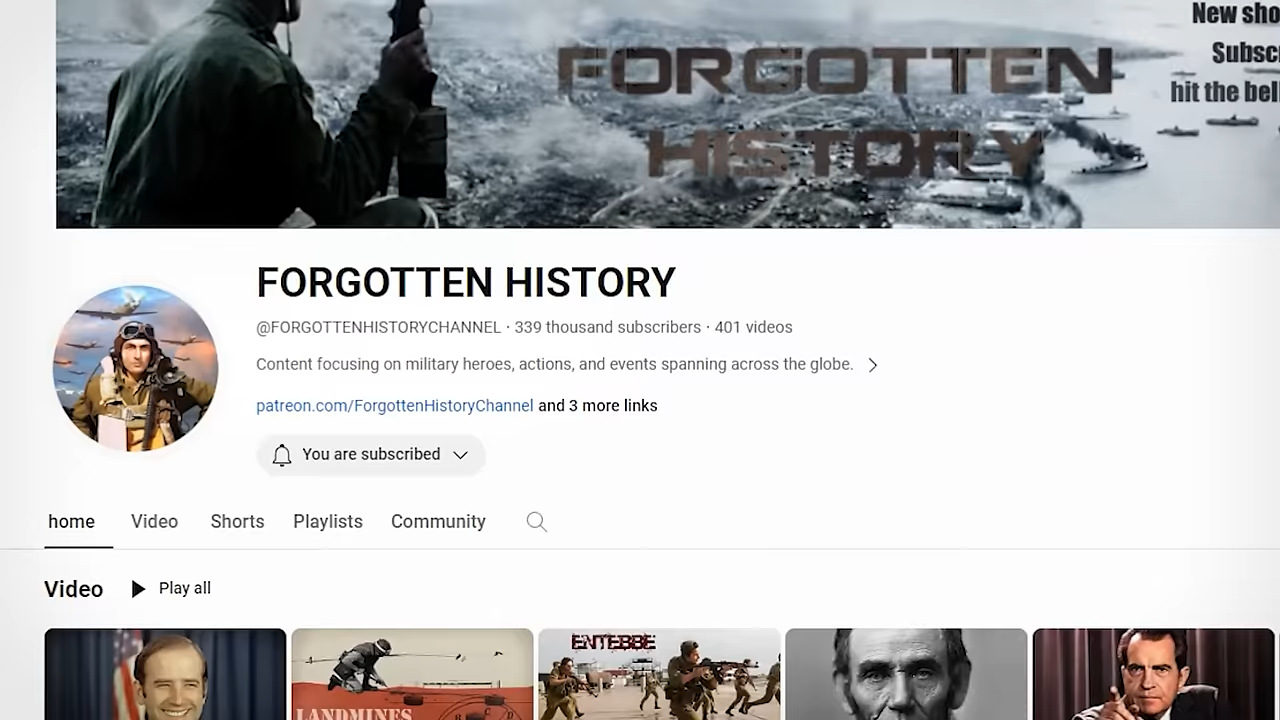 New sho
FORGOTTEN
Subsc
hit the bel
HISTORY
FORGOTTEN HISTORY
@FORGOTTENHISTORYCHANNEL · 339 thousand subscribers · 401 videos
Content focusing on military heroes, actions, and events spanning across the globe.
patreon.com/ForgottenHistoryChannel and 3 more links
You are subscribed
home Video Shorts Playlists Community
Video Play all
ENTEBBE
LANDMINES